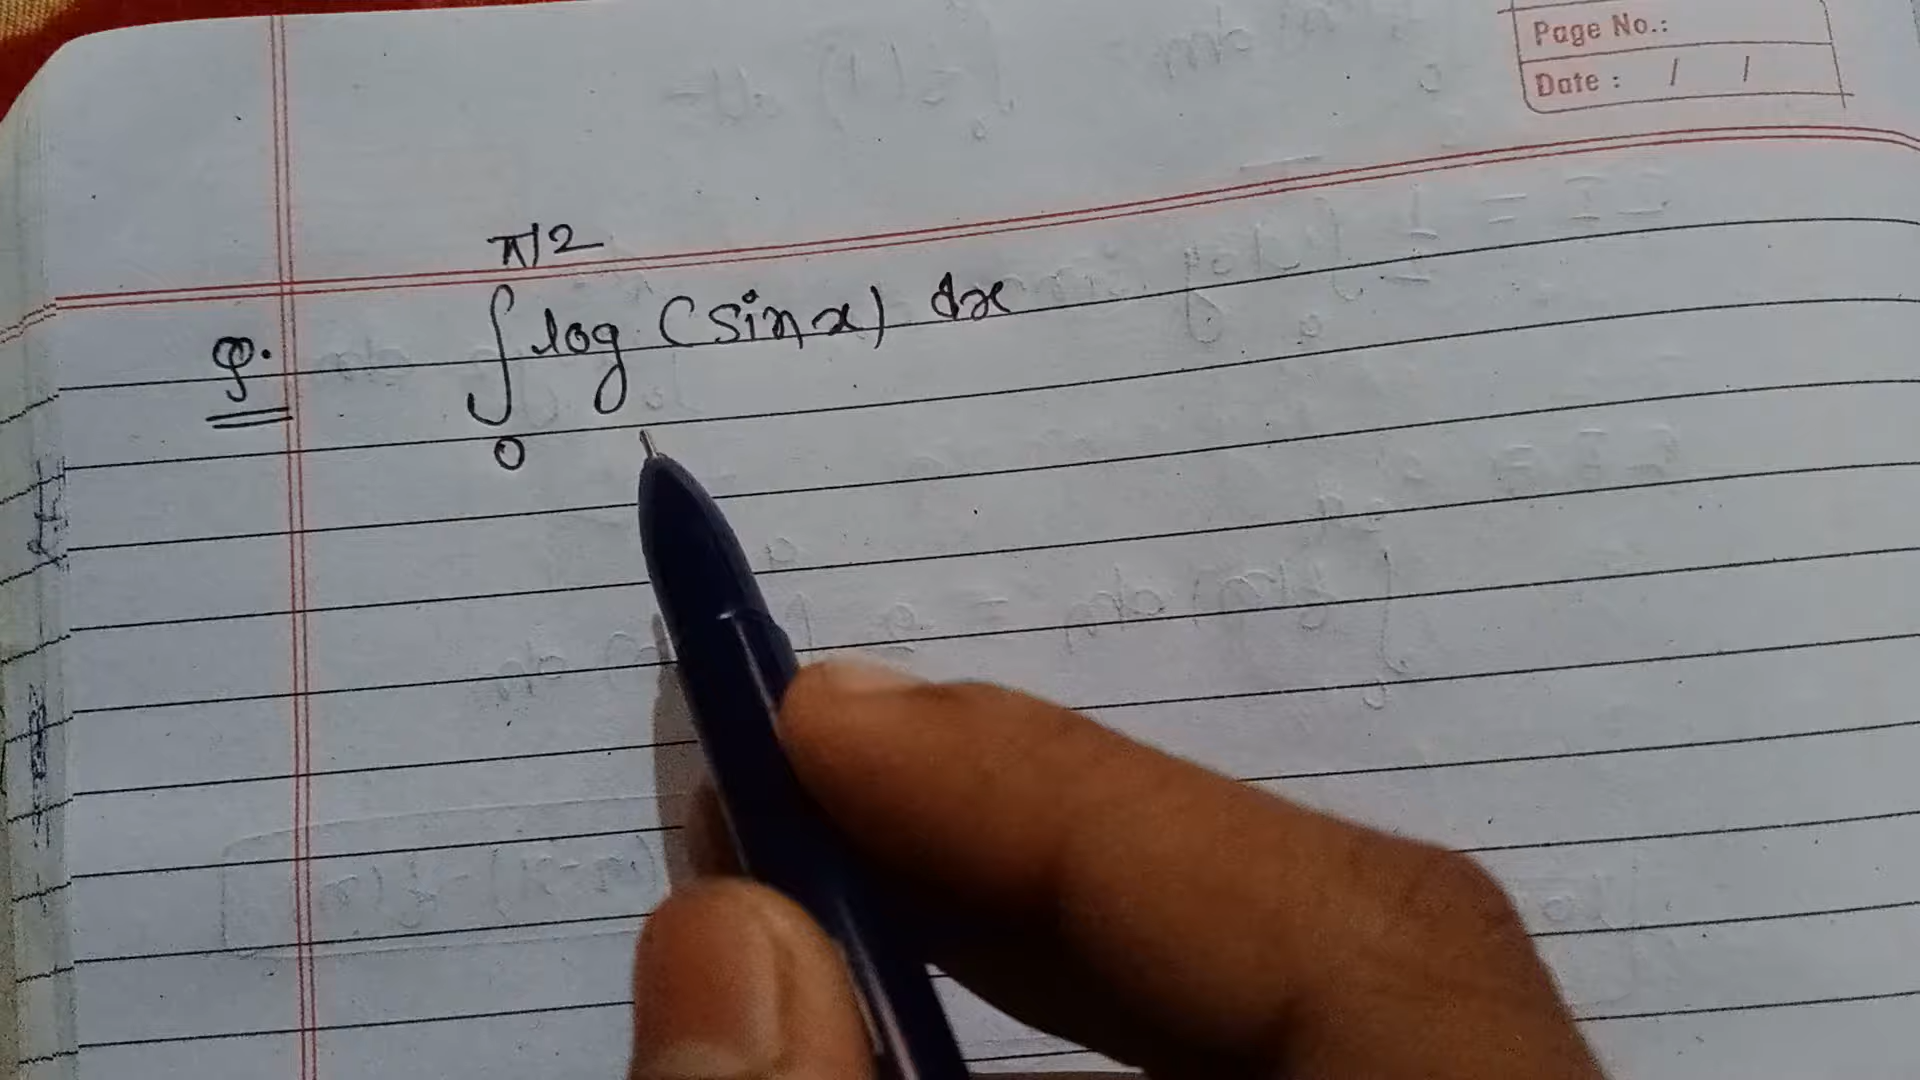 Page No.:
Date : / /
Q. ∫₀^π/2 log (sin x) dx